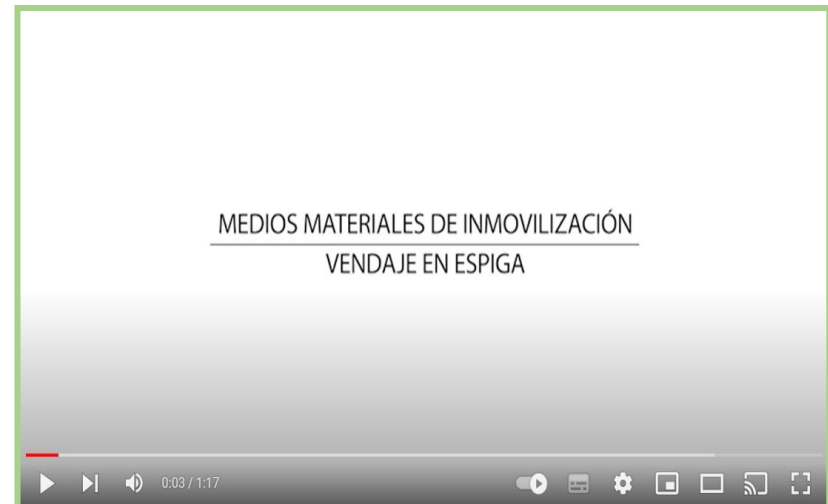 MEDIOS MATERIALES DE INMOVILIZACIÓN
VENDAJE EN ESPIGA
0:03 / 1:17